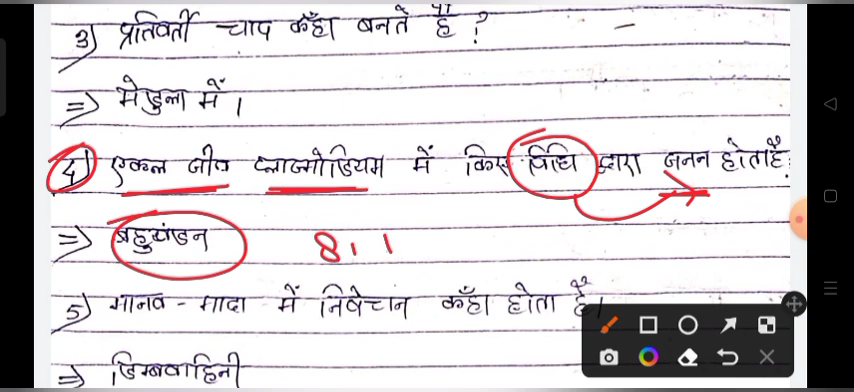 3) प्रतिवर्ती चाप कहाँ बनते हैं ?
=> मेडुला में।
4) एकल जीव प्लाज्मोडियम में किस विधि द्वारा जनन होता है?
=> बहुखंडन 8, 1
5) मानव - मादा में निषेचन कहाँ होता है।
=> डिम्बवाहिनी